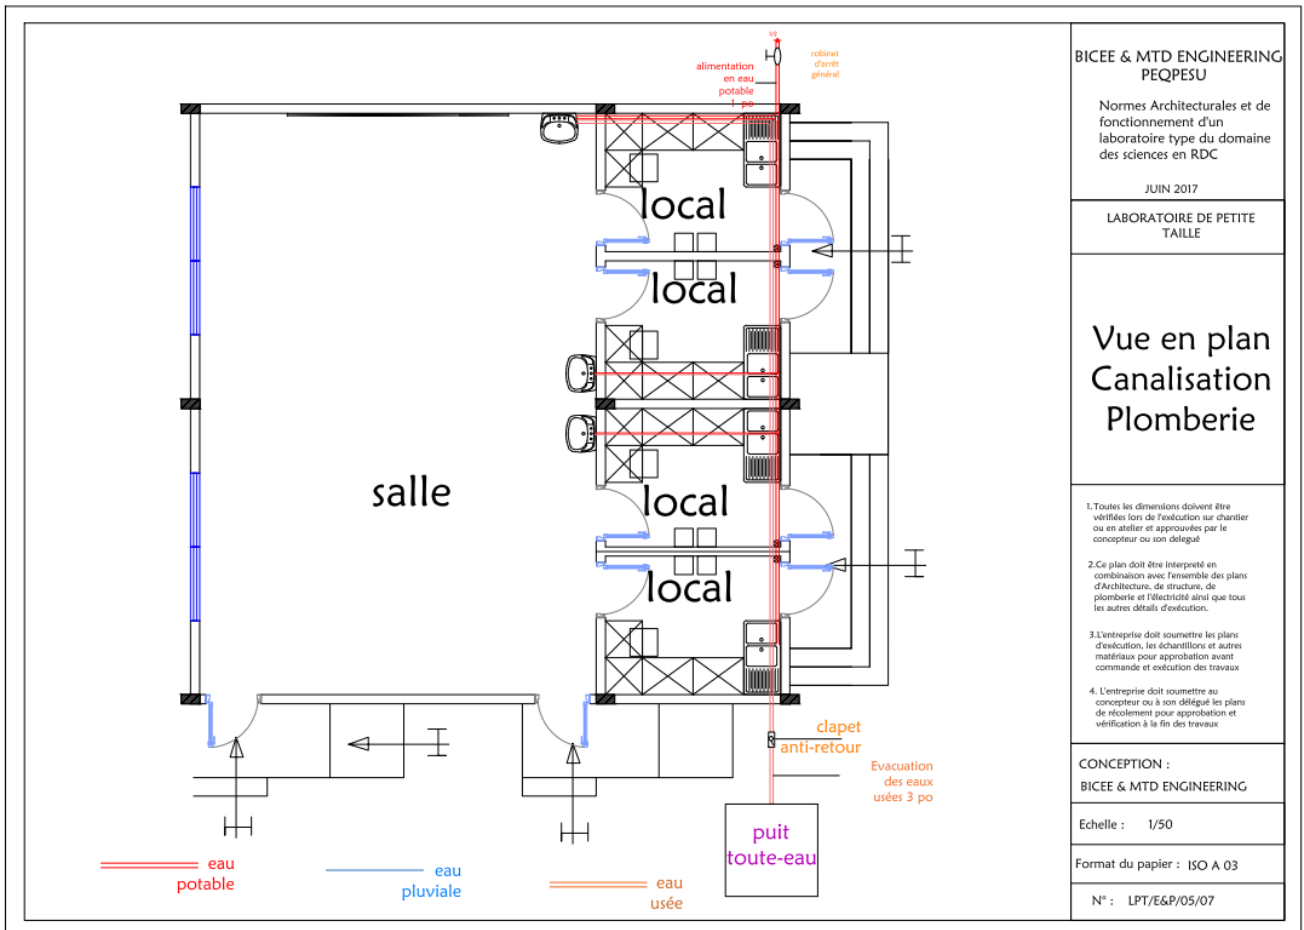 1/2
robinet
d'arrêt
général
alimentation
en eau
potable
1 po
local
local
salle
local
local
clapet
anti-retour
Evacuation
des eaux
usées 3 po
puit
toute-eau
eau
potable
eau
pluviale
eau
usée
BICEE & MTD ENGINEERING
PEQPESU
Normes Architecturales et de
fonctionnement d'un
laboratoire type du domaine
des sciences en RDC
JUIN 2017
LABORATOIRE DE PETITE
TAILLE
Vue en plan
Canalisation
Plomberie
1.Toutes les dimensions doivent être
vérifiées lors de l'exécution sur chantier
ou en atelier et approuvées par le
concepteur ou son delegué
2.Ce plan doit être interpreté en
combinaison avec l'ensemble des plans
d'Architecture, de structure, de
plomberie et l'électricité ainsi que tous
les autres détails d'exécution.
3.L'entreprise doit soumettre les plans
d'exécution, les échantillons et autres
matériaux pour approbation avant
commande et exécution des travaux
4. L'entreprise doit soumettre au
concepteur ou à son délégué les plans
de récolement pour approbation et
vérification à la fin des travaux
CONCEPTION :
BICEE & MTD ENGINEERING
Echelle : 1/50
Format du papier : ISO A 03
N° : LPT/E&P/05/07